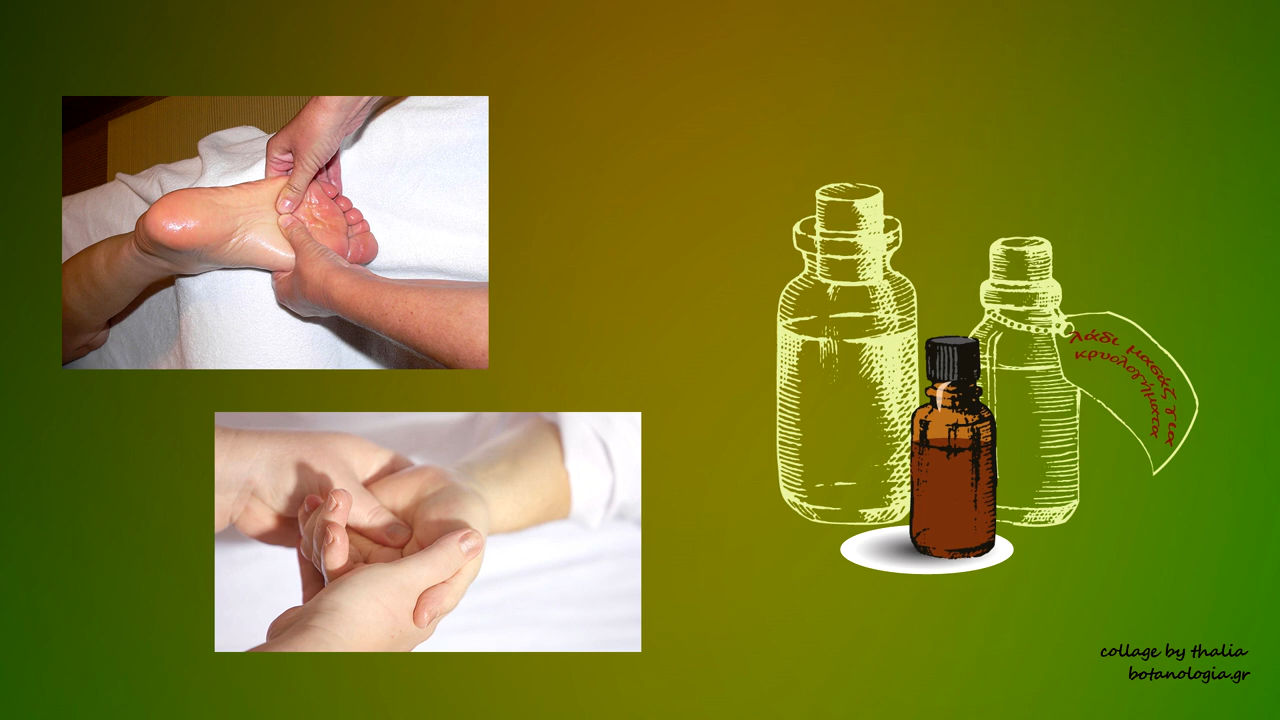 λάδι μασάζ για
κρυολογήματα
collage by thalia
botanologia.gr